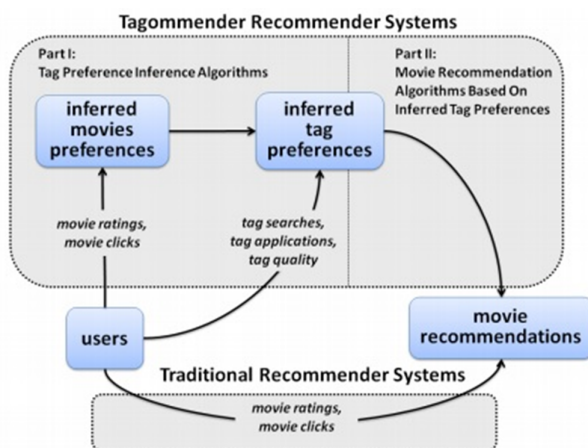 Tagommender Recommender Systems
Part I:
Tag Preference Inference Algorithms
Part II:
Movie Recommendation
Algorithms Based On
Inferred Tag Preferences
inferred
movies
preferences
inferred
tag
preferences
movie ratings,
movie clicks
tag searches,
tag applications,
tag quality
users
movie
recommendations
Traditional Recommender Systems
movie ratings,
movie clicks